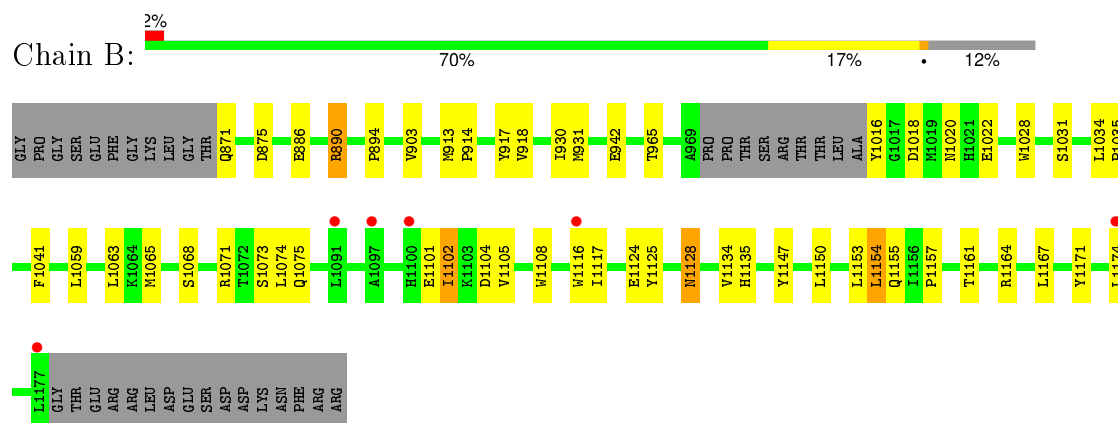 2%
Chain B:
70% 17% • 12%
GLY PRO GLY SER GLU PHE GLY LYS LEU GLY THR Q871 D875 E886 R890 P894 V903 M913 P914 Y917 V918 I930 M931 E942 T965 A969 PRO PRO THR SER ARG THR THR LEU ALA Y1016 G1017 D1018 M1019 N1020 H1021 E1022 W1028 S1031 L1034
F1041 L1059 L1063 K1064 M1065 S1068 R1071 T1072 S1073 L1074 Q1075 L1091 A1097 H1100 E1101 I1102 K1103 D1104 V1105 W1108 W1116 I1117 E1124 Y1125 N1128 V1134 H1135 Y1147 L1150 L1153 L1154 Q1155 I1156 P1157 T1161 R1164 L1167 Y1171 L1174
L1177 GLY THR GLU ARG ARG LEU ASP GLU SER ASP ASP LYS ASN PHE ARG ARG